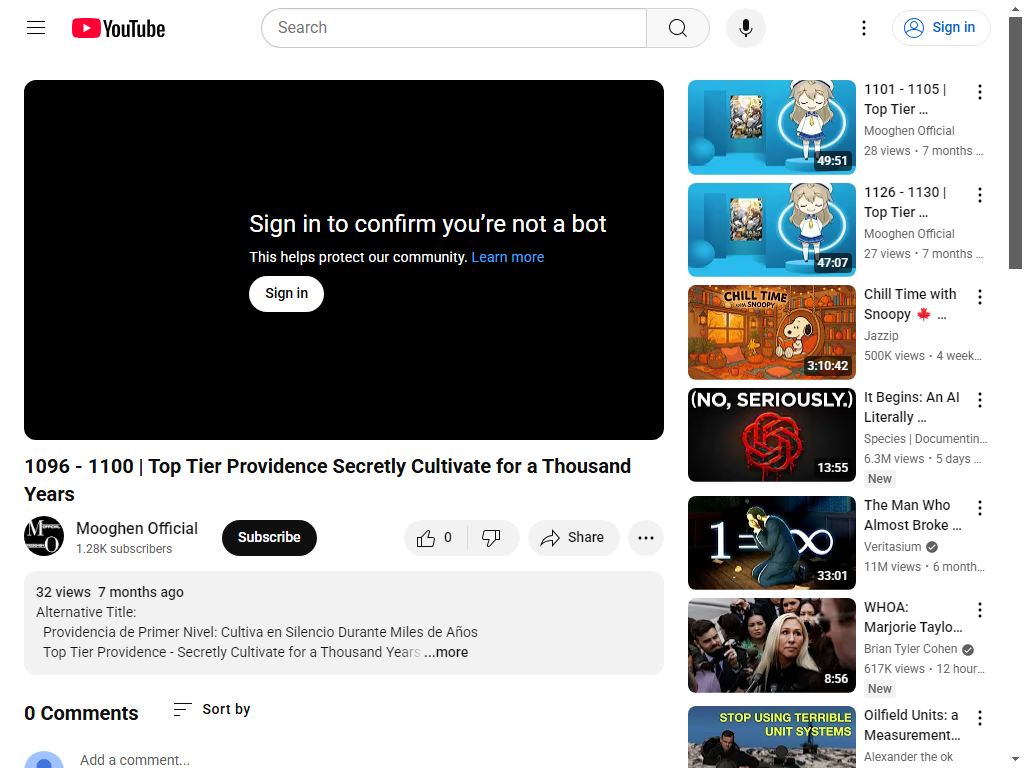 YouTube
Search
Sign in
Sign in to confirm you’re not a bot
This helps protect our community. Learn more
Sign in
1096 - 1100 | Top Tier Providence Secretly Cultivate for a Thousand
Years
Mooghen Official
1.28K subscribers
Subscribe
0
Share
32 views 7 months ago
Alternative Title:
Providencia de Primer Nivel: Cultiva en Silencio Durante Miles de Años
Top Tier Providence - Secretly Cultivate for a Thousand Years ...more
0 Comments
Sort by
Add a comment...
49:51
1101 - 1105 |
Top Tier ...
Mooghen Official
28 views • 7 months ...
47:07
1126 - 1130 |
Top Tier ...
Mooghen Official
27 views • 7 months ...
CHILL TIME
WITH SNOOPY
3:10:42
Chill Time with
Snoopy 🍁 ...
Jazzip
500K views • 4 week...
(NO, SERIOUSLY.)
13:55
It Begins: An AI
Literally ...
Species | Documentin...
6.3M views • 5 days ...
New
1 = ∞
33:01
The Man Who
Almost Broke ...
Veritasium
11M views • 6 month...
8:56
WHOA:
Marjorie Taylo...
Brian Tyler Cohen
617K views • 12 hour...
New
STOP USING TERRIBLE
UNIT SYSTEMS
Oilfield Units: a
Measurement...
Alexander the ok